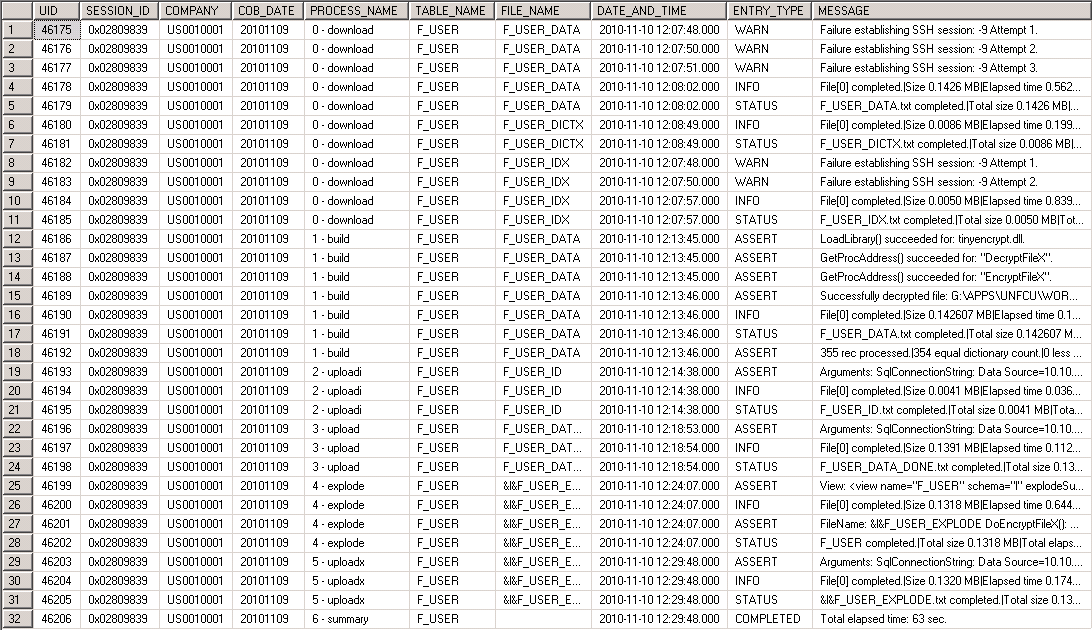 UID SESSION_ID COMPANY COB_DATE PROCESS_NAME TABLE_NAME FILE_NAME DATE_AND_TIME ENTRY_TYPE MESSAGE
1 46175 0x02809839 US0010001 20101109 0 - download F_USER F_USER_DATA 2010-11-10 12:07:48.000 WARN Failure establishing SSH session: -9 Attempt 1.
2 46176 0x02809839 US0010001 20101109 0 - download F_USER F_USER_DATA 2010-11-10 12:07:50.000 WARN Failure establishing SSH session: -9 Attempt 2.
3 46177 0x02809839 US0010001 20101109 0 - download F_USER F_USER_DATA 2010-11-10 12:07:51.000 WARN Failure establishing SSH session: -9 Attempt 3.
4 46178 0x02809839 US0010001 20101109 0 - download F_USER F_USER_DATA 2010-11-10 12:08:02.000 INFO File[0] completed.|Size 0.1426 MB|Elapsed time 0.562...
5 46179 0x02809839 US0010001 20101109 0 - download F_USER F_USER_DATA 2010-11-10 12:08:02.000 STATUS F_USER_DATA.txt completed.|Total size 0.1426 MB|...
6 46180 0x02809839 US0010001 20101109 0 - download F_USER F_USER_DICTX 2010-11-10 12:08:49.000 INFO File[0] completed.|Size 0.0086 MB|Elapsed time 0.199...
7 46181 0x02809839 US0010001 20101109 0 - download F_USER F_USER_DICTX 2010-11-10 12:08:49.000 STATUS F_USER_DICTX.txt completed.|Total size 0.0086 MB|...
8 46182 0x02809839 US0010001 20101109 0 - download F_USER F_USER_IDX 2010-11-10 12:07:48.000 WARN Failure establishing SSH session: -9 Attempt 1.
9 46183 0x02809839 US0010001 20101109 0 - download F_USER F_USER_IDX 2010-11-10 12:07:50.000 WARN Failure establishing SSH session: -9 Attempt 2.
10 46184 0x02809839 US0010001 20101109 0 - download F_USER F_USER_IDX 2010-11-10 12:07:57.000 INFO File[0] completed.|Size 0.0050 MB|Elapsed time 0.839...
11 46185 0x02809839 US0010001 20101109 0 - download F_USER F_USER_IDX 2010-11-10 12:07:57.000 STATUS F_USER_IDX.txt completed.|Total size 0.0050 MB|Tot...
12 46186 0x02809839 US0010001 20101109 1 - build F_USER F_USER_DATA 2010-11-10 12:13:45.000 ASSERT LoadLibrary() succeeded for: tinyencrypt.dll.
13 46187 0x02809839 US0010001 20101109 1 - build F_USER F_USER_DATA 2010-11-10 12:13:45.000 ASSERT GetProcAddress() succeeded for: "DecryptFileX".
14 46188 0x02809839 US0010001 20101109 1 - build F_USER F_USER_DATA 2010-11-10 12:13:45.000 ASSERT GetProcAddress() succeeded for: "EncryptFileX".
15 46189 0x02809839 US0010001 20101109 1 - build F_USER F_USER_DATA 2010-11-10 12:13:46.000 ASSERT Successfully decrypted file: G:\APPS\UNFCU\WOR...
16 46190 0x02809839 US0010001 20101109 1 - build F_USER F_USER_DATA 2010-11-10 12:13:46.000 INFO File[0] completed.|Size 0.142607 MB|Elapsed time 0.1...
17 46191 0x02809839 US0010001 20101109 1 - build F_USER F_USER_DATA 2010-11-10 12:13:46.000 STATUS F_USER_DATA.txt completed.|Total size 0.142607 M...
18 46192 0x02809839 US0010001 20101109 1 - build F_USER F_USER_DATA 2010-11-10 12:13:46.000 ASSERT 355 rec processed.|354 equal dictionary count.|0 less ...
19 46193 0x02809839 US0010001 20101109 2 - uploadi F_USER F_USER_ID 2010-11-10 12:14:38.000 ASSERT Arguments: SqlConnectionString: Data Source=10.10....
20 46194 0x02809839 US0010001 20101109 2 - uploadi F_USER F_USER_ID 2010-11-10 12:14:38.000 INFO File[0] completed.|Size 0.0041 MB|Elapsed time 0.036...
21 46195 0x02809839 US0010001 20101109 2 - uploadi F_USER F_USER_ID 2010-11-10 12:14:38.000 STATUS F_USER_ID.txt completed.|Total size 0.0041 MB|Tota...
22 46196 0x02809839 US0010001 20101109 3 - upload F_USER F_USER_DAT... 2010-11-10 12:18:53.000 ASSERT Arguments: SqlConnectionString: Data Source=10.10....
23 46197 0x02809839 US0010001 20101109 3 - upload F_USER F_USER_DAT... 2010-11-10 12:18:54.000 INFO File[0] completed.|Size 0.1391 MB|Elapsed time 0.112...
24 46198 0x02809839 US0010001 20101109 3 - upload F_USER F_USER_DAT... 2010-11-10 12:18:54.000 STATUS F_USER_DATA_DONE.txt completed.|Total size 0.13...
25 46199 0x02809839 US0010001 20101109 4 - explode F_USER &I&F_USER_E... 2010-11-10 12:24:07.000 ASSERT View: <view name="F_USER" schema="I" explodeSu...
26 46200 0x02809839 US0010001 20101109 4 - explode F_USER &I&F_USER_E... 2010-11-10 12:24:07.000 INFO File[0] completed.|Size 0.1318 MB|Elapsed time 0.644...
27 46201 0x02809839 US0010001 20101109 4 - explode F_USER &I&F_USER_E... 2010-11-10 12:24:07.000 ASSERT FileName: &I&F_USER_EXPLODE DoEncryptFileX(): ...
28 46202 0x02809839 US0010001 20101109 4 - explode F_USER &I&F_USER_E... 2010-11-10 12:24:07.000 STATUS F_USER completed.|Total size 0.1318 MB|Total elaps...
29 46203 0x02809839 US0010001 20101109 5 - uploadx F_USER &I&F_USER_E... 2010-11-10 12:29:48.000 ASSERT Arguments: SqlConnectionString: Data Source=10.10....
30 46204 0x02809839 US0010001 20101109 5 - uploadx F_USER &I&F_USER_E... 2010-11-10 12:29:48.000 INFO File[0] completed.|Size 0.1320 MB|Elapsed time 0.174...
31 46205 0x02809839 US0010001 20101109 5 - uploadx F_USER &I&F_USER_E... 2010-11-10 12:29:48.000 STATUS &I&F_USER_EXPLODE.txt completed.|Total size 0.13...
32 46206 0x02809839 US0010001 20101109 6 - summary F_USER 2010-11-10 12:29:48.000 COMPLETED Total elapsed time: 63 sec.